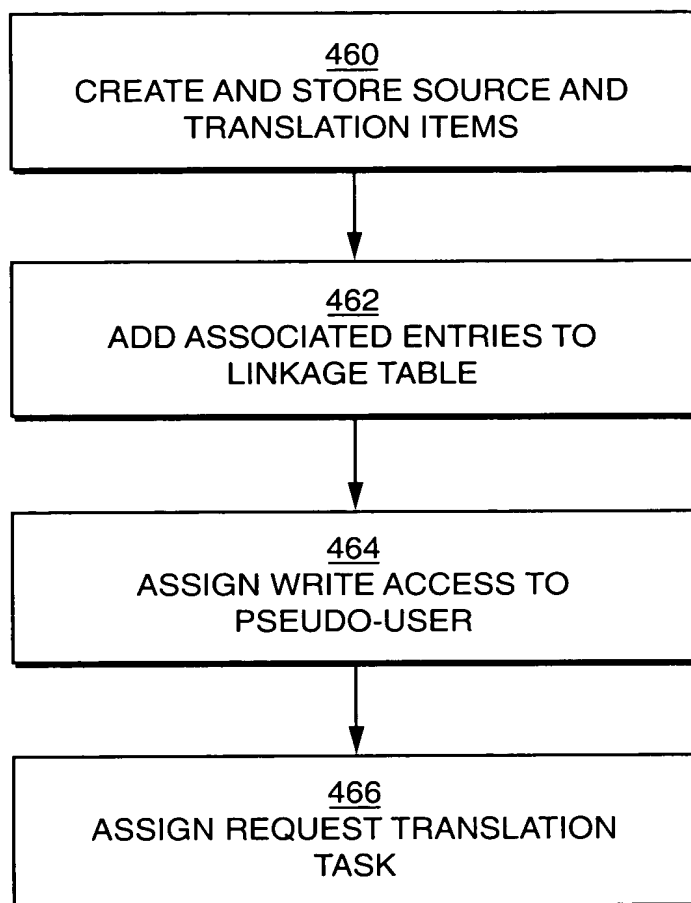 460
CREATE AND STORE SOURCE AND
TRANSLATION ITEMS
462
ADD ASSOCIATED ENTRIES TO
LINKAGE TABLE
464
ASSIGN WRITE ACCESS TO
PSEUDO-USER
466
ASSIGN REQUEST TRANSLATION
TASK